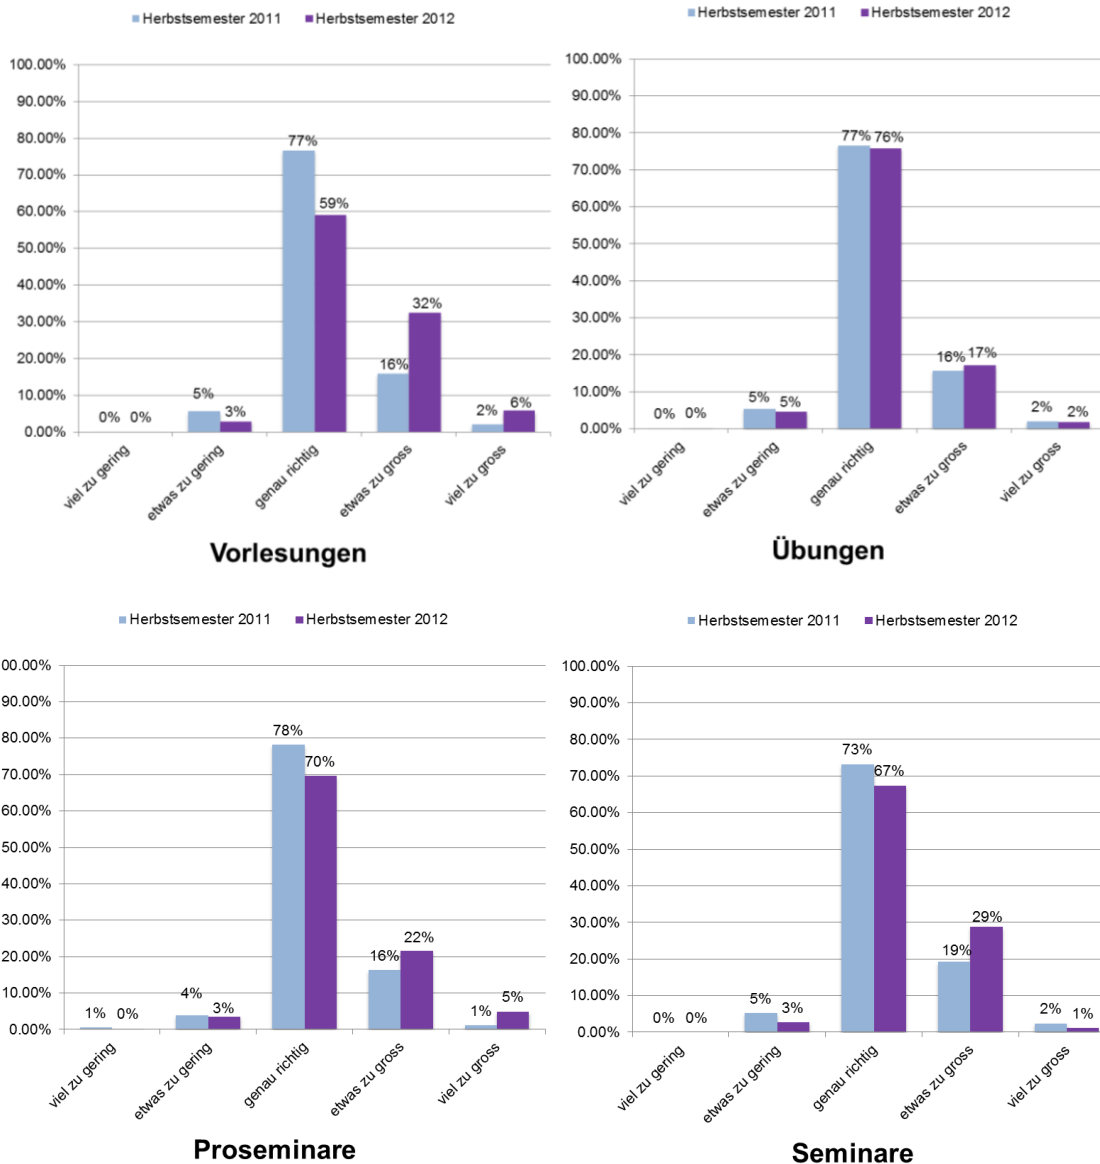 Herbstsemester 2011 Herbstsemester 2012
100.00%
90.00%
80.00%
70.00%
60.00%
50.00%
40.00%
30.00%
20.00%
10.00%
0.00%
0% 0%
5% 3%
77% 59%
16% 32%
2% 6%
viel zu gering
etwas zu gering
genau richtig
etwas zu gross
viel zu gross
Vorlesungen
Herbstsemester 2011 Herbstsemester 2012
100.00%
90.00%
80.00%
70.00%
60.00%
50.00%
40.00%
30.00%
20.00%
10.00%
0.00%
0% 0%
5% 5%
77% 76%
16% 17%
2% 2%
viel zu gering
etwas zu gering
genau richtig
etwas zu gross
viel zu gross
Übungen
Herbstsemester 2011 Herbstsemester 2012
00.00%
90.00%
80.00%
70.00%
60.00%
50.00%
40.00%
30.00%
20.00%
10.00%
0.00%
1% 0%
4% 3%
78% 70%
16% 22%
1% 5%
viel zu gering
etwas zu gering
genau richtig
etwas zu gross
viel zu gross
Proseminare
Herbstsemester 2011 Herbstsemester 2012
100.00%
90.00%
80.00%
70.00%
60.00%
50.00%
40.00%
30.00%
20.00%
10.00%
0.00%
0% 0%
5% 3%
73% 67%
19% 29%
2% 1%
viel zu gering
etwas zu gering
genau richtig
etwas zu gross
viel zu gross
Seminare